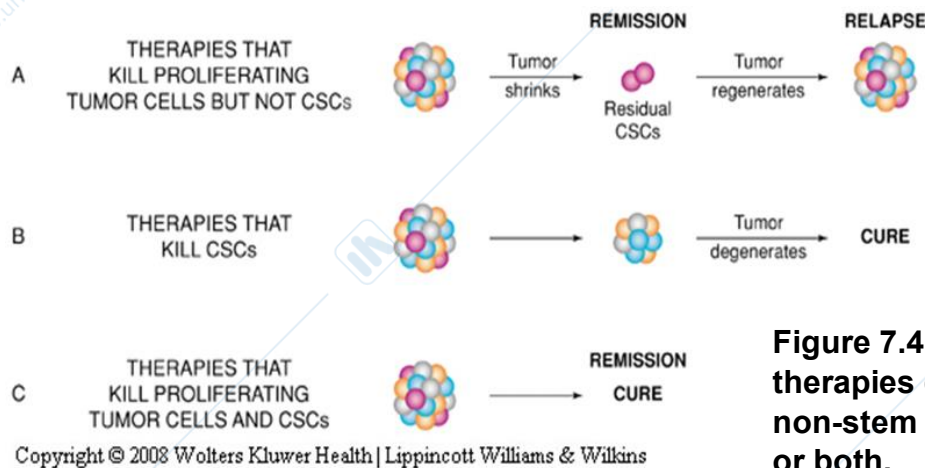 A
THERAPIES THAT
KILL PROLIFERATING
TUMOR CELLS BUT NOT CSCs
Tumor
shrinks
REMISSION
Residual
CSCs
Tumor
regenerates
RELAPSE
B
THERAPIES THAT
KILL CSCs
Tumor
degenerates
CURE
C
THERAPIES THAT
KILL PROLIFERATING
TUMOR CELLS AND CSCs
REMISSION
CURE
Figure 7.4
therapies
non-stem
or both.
Copyright © 2008 Wolters Kluwer Health | Lippincott Williams & Wilkins